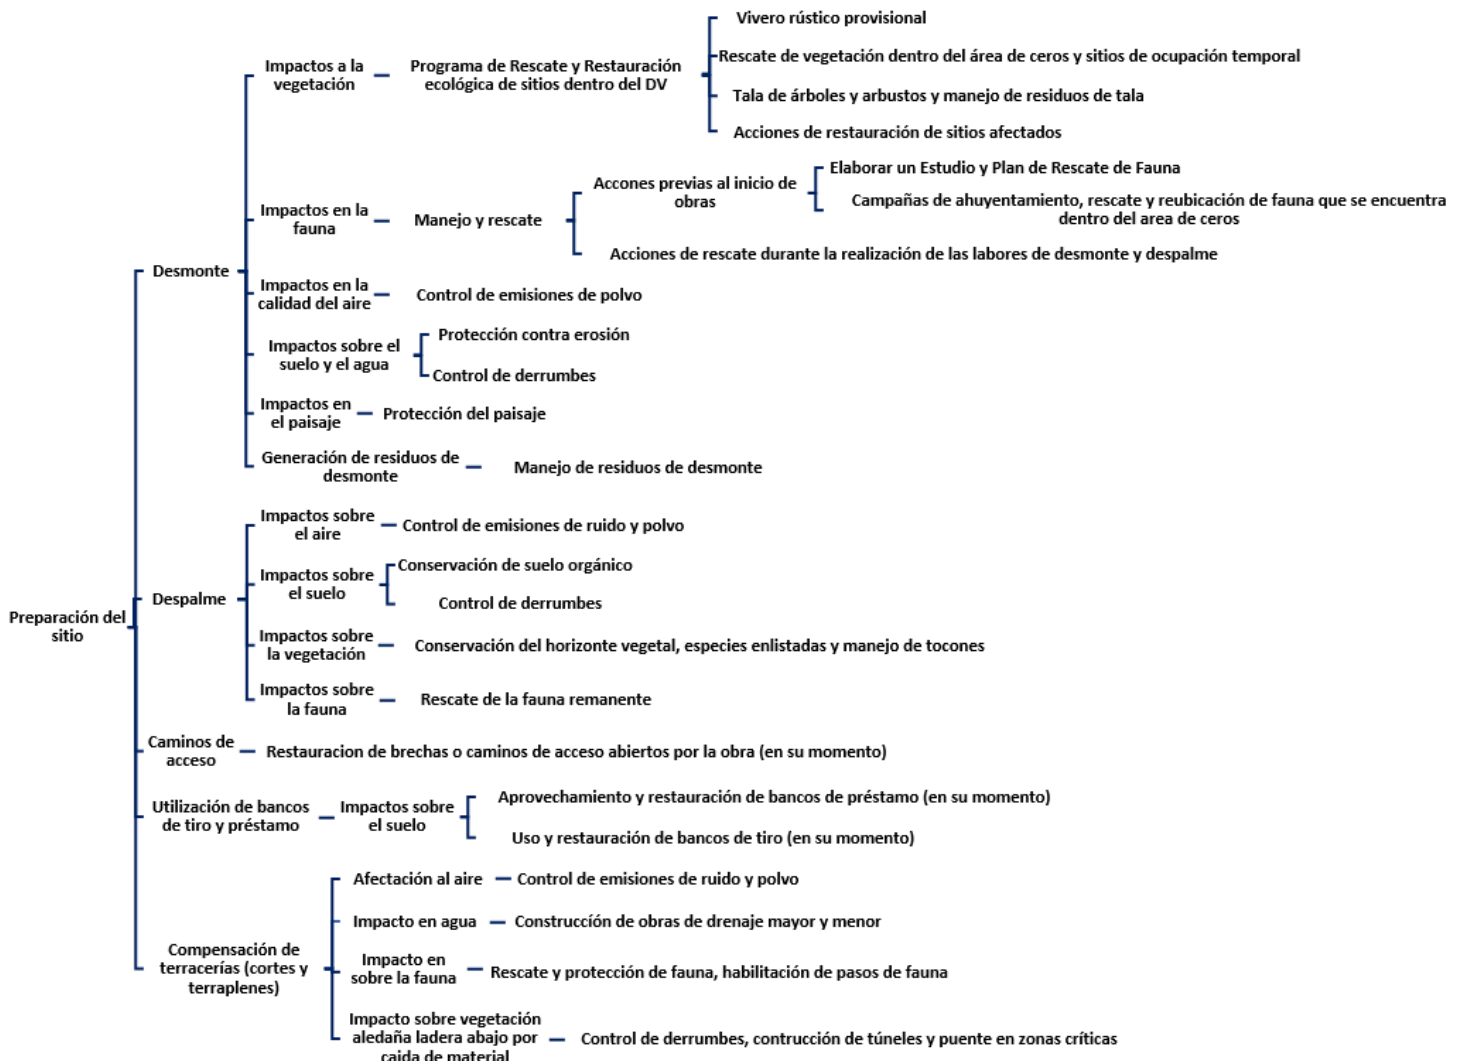 Preparación del
sitio
Desmonte
Impactos a la
vegetación
Programa de Rescate y Restauración
ecológica de sitios dentro del DV
Vivero rústico provisional
Rescate de vegetación dentro del área de ceros y sitios de ocupación temporal
Tala de árboles y arbustos y manejo de residuos de tala
Acciones de restauración de sitios afectados
Impactos en la
fauna
Manejo y rescate
Accones previas al inicio de
obras
Elaborar un Estudio y Plan de Rescate de Fauna
Campañas de ahuyentamiento, rescate y reubicación de fauna que se encuentra
dentro del area de ceros
Acciones de rescate durante la realización de las labores de desmonte y despalme
Impactos en la
calidad del aire
Control de emisiones de polvo
Impactos sobre el
suelo y el agua
Protección contra erosión
Control de derrumbes
Impactos en
el paisaje
Protección del paisaje
Generación de residuos de
desmonte
Manejo de residuos de desmonte
Despalme
Impactos sobre
el aire
Control de emisiones de ruido y polvo
Impactos sobre
el suelo
Conservación de suelo orgánico
Control de derrumbes
Impactos sobre
la vegetación
Conservación del horizonte vegetal, especies enlistadas y manejo de tocones
Impactos sobre
la fauna
Rescate de la fauna remanente
Caminos de
acceso
Restauracion de brechas o caminos de acceso abiertos por la obra (en su momento)
Utilización de bancos
de tiro y préstamo
Impactos sobre
el suelo
Aprovechamiento y restauración de bancos de préstamo (en su momento)
Uso y restauración de bancos de tiro (en su momento)
Compensación de
terracerías (cortes y
terraplenes)
Afectación al aire
Control de emisiones de ruido y polvo
Impacto en agua
Construccíón de obras de drenaje mayor y menor
Impacto en
sobre la fauna
Rescate y protección de fauna, habilitación de pasos de fauna
Impacto sobre vegetación
aledaña ladera abajo por
caida de material
Control de derrumbes, contrucción de túneles y puente en zonas críticas